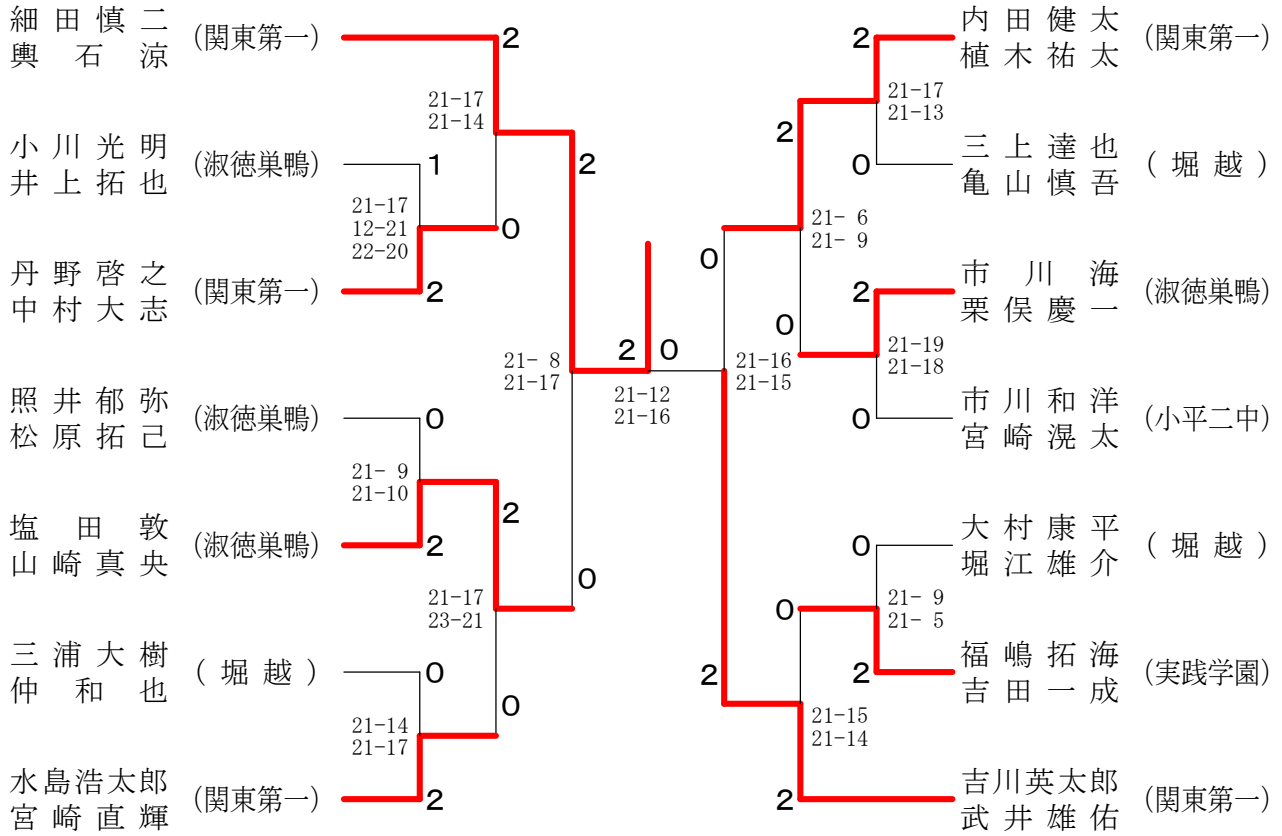 細田慎二
輿石涼
(関東第一)
2
21-17
21-14
小川光明
井上拓也
(淑徳巣鴨)
1
2
21-17
12-21
22-20
0
丹野啓之
中村大志
(関東第一)
2
21- 8
21-17
照井郁弥
松原拓己
(淑徳巣鴨)
0
21- 9
21-10
2
塩田敦
山崎真央
(淑徳巣鴨)
2
0
21-17
23-21
三浦大樹
仲和也
(堀越)
0
0
21-14
21-17
水島浩太郎
宮崎直輝
(関東第一)
2
2
0
21-12
21-16
2
内田健太
植木祐太
(関東第一)
21-17
21-13
2
0
三上達也
亀山慎吾
(堀越)
0
21- 6
21- 9
2
市川海
栗俣慶一
(淑徳巣鴨)
0
21-16
21-15
21-19
21-18
0
市川和洋
宮崎滉太
(小平二中)
0
大村康平
堀江雄介
(堀越)
0
21- 9
21- 5
2
2
福嶋拓海
吉田一成
(実践学園)
21-15
21-14
2
吉川英太郎
武井雄佑
(関東第一)